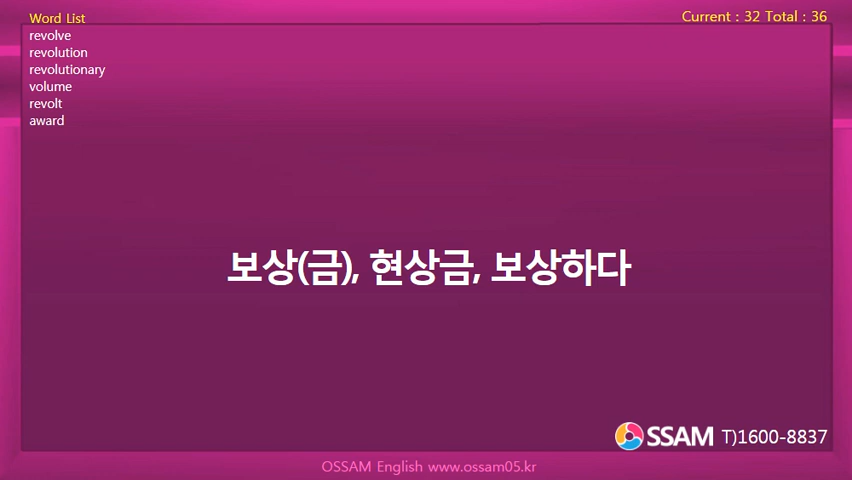 Word List
Current : 32 Total : 36
revolve
revolution
revolutionary
volume
revolt
award
보상(금), 현상금, 보상하다
SSAM T)1600-8837
OSSAM English www.ossam05.kr